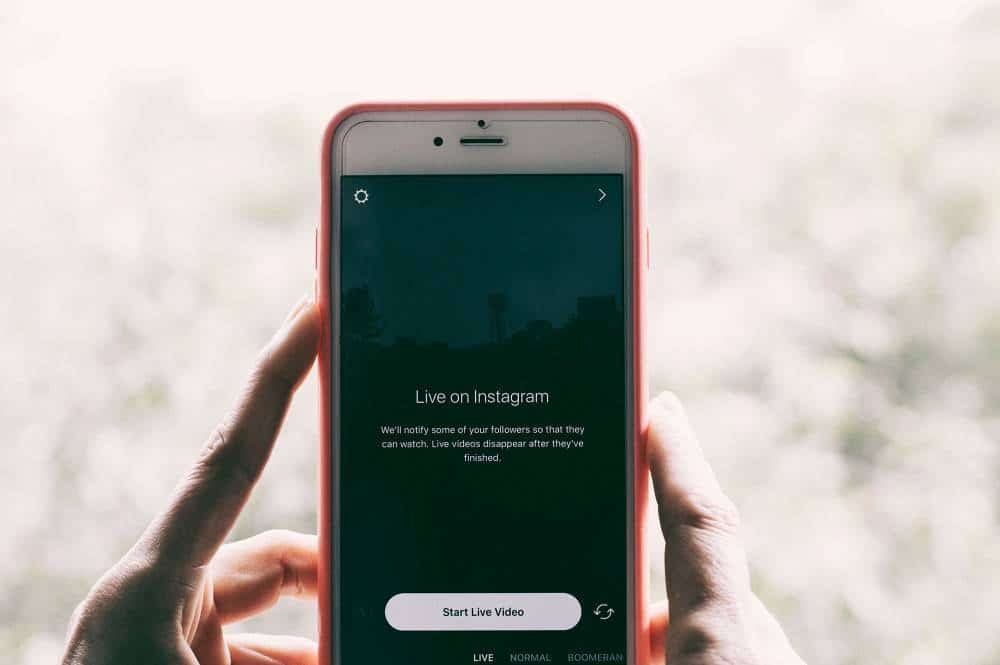 Live on Instagram
We'll notify some of your followers so that they
can watch. Live videos disappear after they've
finished.
Start Live Video
LIVE NORMAL BOOMERAN